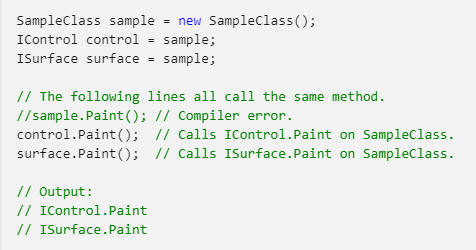 SampleClass sample = new SampleClass();
IControl control = sample;
ISurface surface = sample;
// The following lines all call the same method.
//sample.Paint(); // Compiler error.
control.Paint();  // Calls IControl.Paint on SampleClass.
surface.Paint();  // Calls ISurface.Paint on SampleClass.
// Output:
// IControl.Paint
// ISurface.Paint